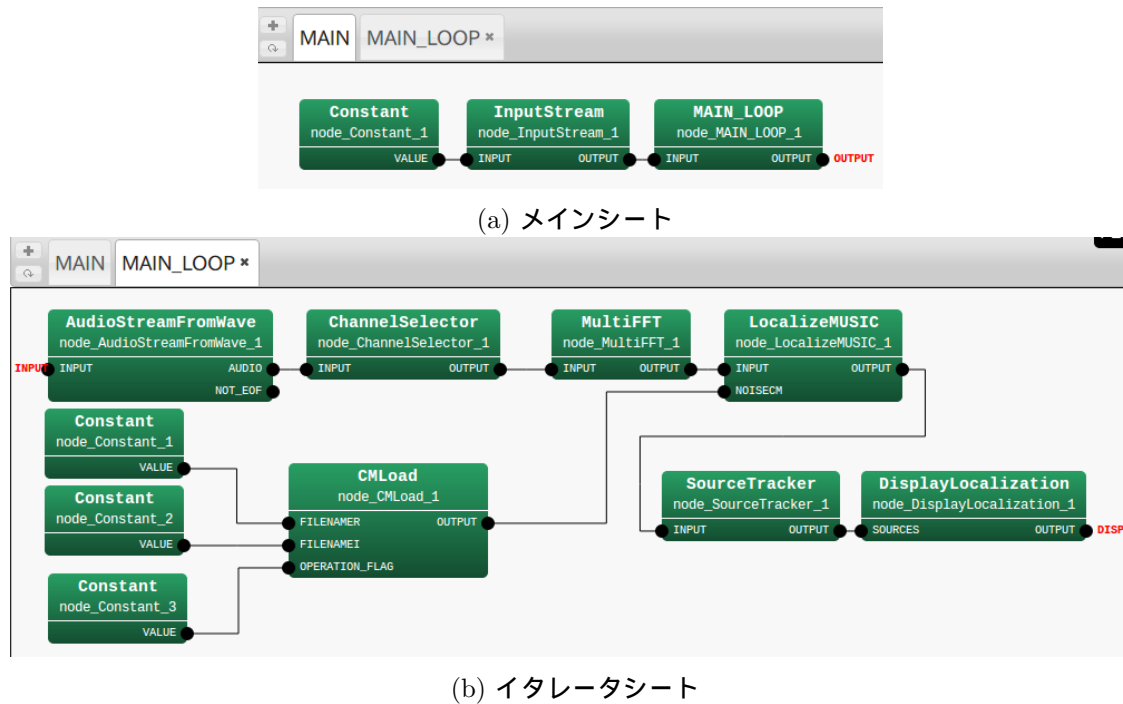 MAIN MAIN_LOOP ×
Constant
node_Constant_1
VALUE
InputStream
node_InputStream_1
INPUT OUTPUT
MAIN_LOOP
node_MAIN_LOOP_1
INPUT OUTPUT
OUTPUT
(a) メインシート
MAIN MAIN_LOOP ×
AudioStreamFromWave
node_AudioStreamFromWave_1
INPUT
INPUT AUDIO
NOT_EOF
ChannelSelector
node_ChannelSelector_1
INPUT OUTPUT
MultiFFT
node_MultiFFT_1
INPUT OUTPUT
LocalizeMUSIC
node_LocalizeMUSIC_1
INPUT OUTPUT
NOISECM
Constant
node_Constant_1
VALUE
Constant
node_Constant_2
VALUE
Constant
node_Constant_3
VALUE
CMLoad
node_CMLoad_1
FILENAMER OUTPUT
FILENAMEI
OPERATION_FLAG
SourceTracker
node_SourceTracker_1
INPUT OUTPUT
DisplayLocalization
node_DisplayLocalization_1
SOURCES OUTPUT
DISP
(b) イタレータシート